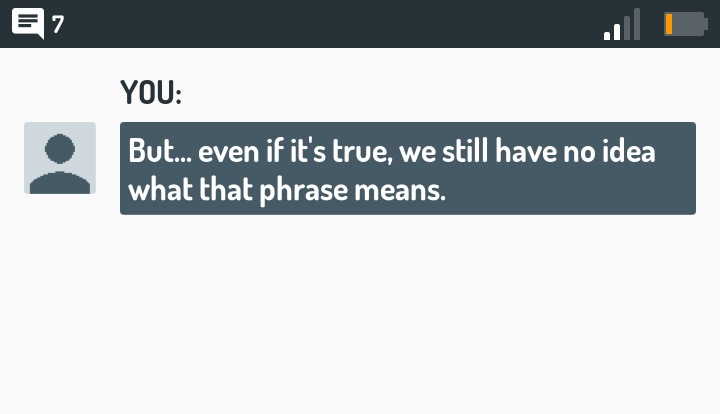 7
YOU:
But... even if it's true, we still have no idea
what that phrase means.